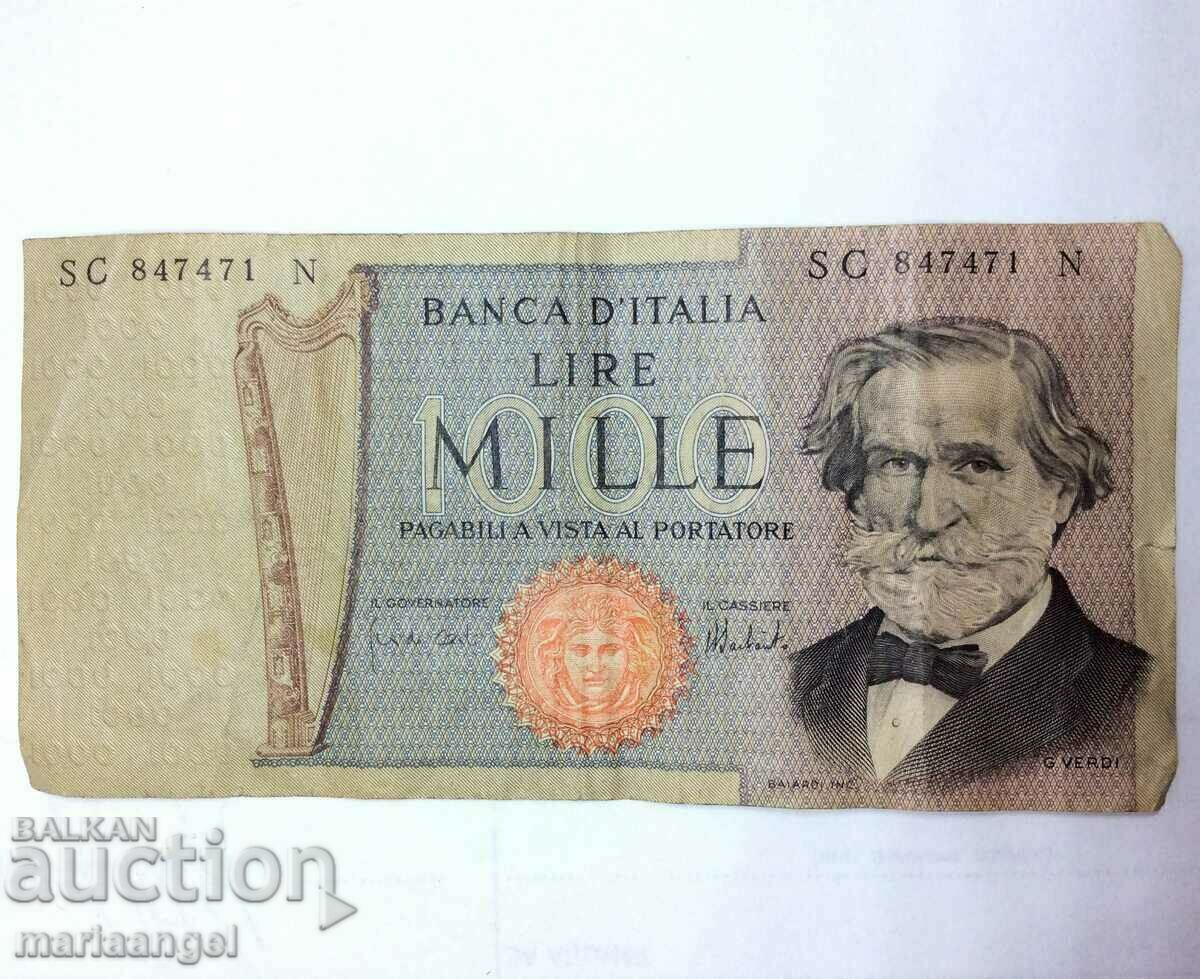 SC 847471 N
SC 847471 N
BANCA D'ITALIA
LIRE
1000
MILLE
PAGABILI A VISTA AL PORTATORE
IL GOVERNATORE
IL CASSIERE
G. VERDI
BAIARDI INC.
BALKAN
auction
mariaangel